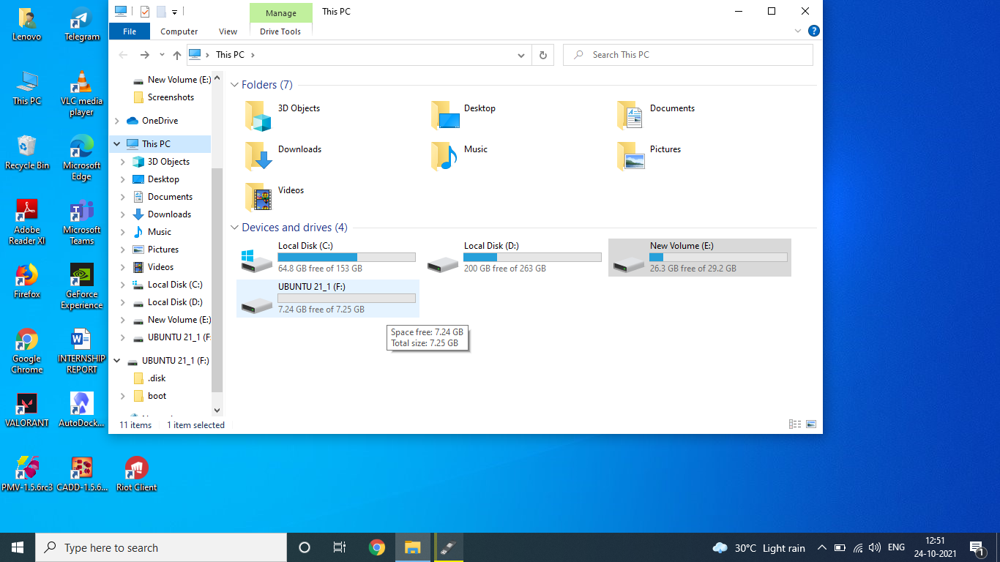 Lenovo
Telegram
This PC
VLC media
player
Recycle Bin
Microsoft
Edge
Adobe
Reader XI
Microsoft
Teams
Firefox
GeForce
Experience
Google
Chrome
INTERNSHIP
REPORT
VALORANT
AutoDock...
PMV-1.5.6rc3
CADD-1.5.6...
Riot Client
Manage
This PC
File
Computer
View
Drive Tools
This PC
Search This PC
New Volume (E:)
Screenshots
OneDrive
This PC
3D Objects
Desktop
Documents
Downloads
Music
Pictures
Videos
Local Disk (C:)
Local Disk (D:)
New Volume (E:)
UBUNTU 21_1 (F:
UBUNTU 21_1 (F:)
.disk
boot
Folders (7)
3D Objects
Desktop
Documents
Downloads
Music
Pictures
Videos
Devices and drives (4)
Local Disk (C:)
64.8 GB free of 153 GB
Local Disk (D:)
200 GB free of 263 GB
New Volume (E:)
26.3 GB free of 29.2 GB
UBUNTU 21_1 (F:)
7.24 GB free of 7.25 GB
Space free: 7.24 GB
Total size: 7.25 GB
11 items
1 item selected
Type here to search
30°C Light rain
ENG
12:51
24-10-2021
1